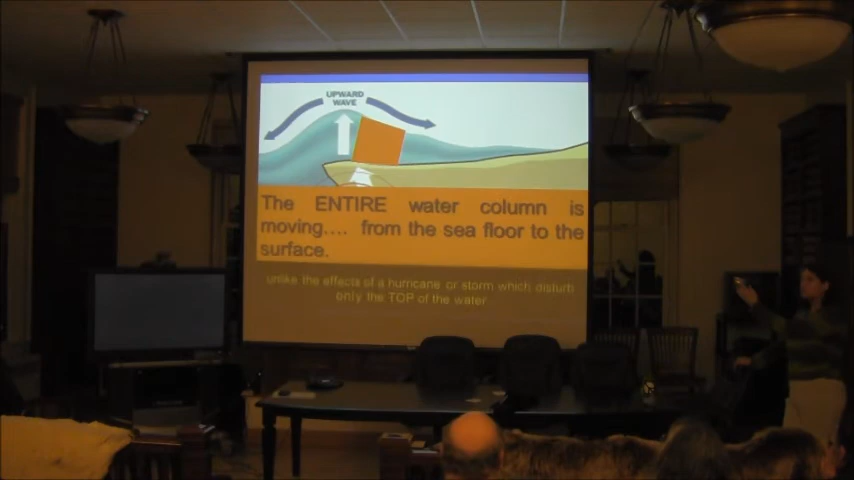 UPWARD
WAVE
The ENTIRE water column is
moving.... from the sea floor to the
surface.
unlike the effects of a hurricane or storm which disturb
only the TOP of the water